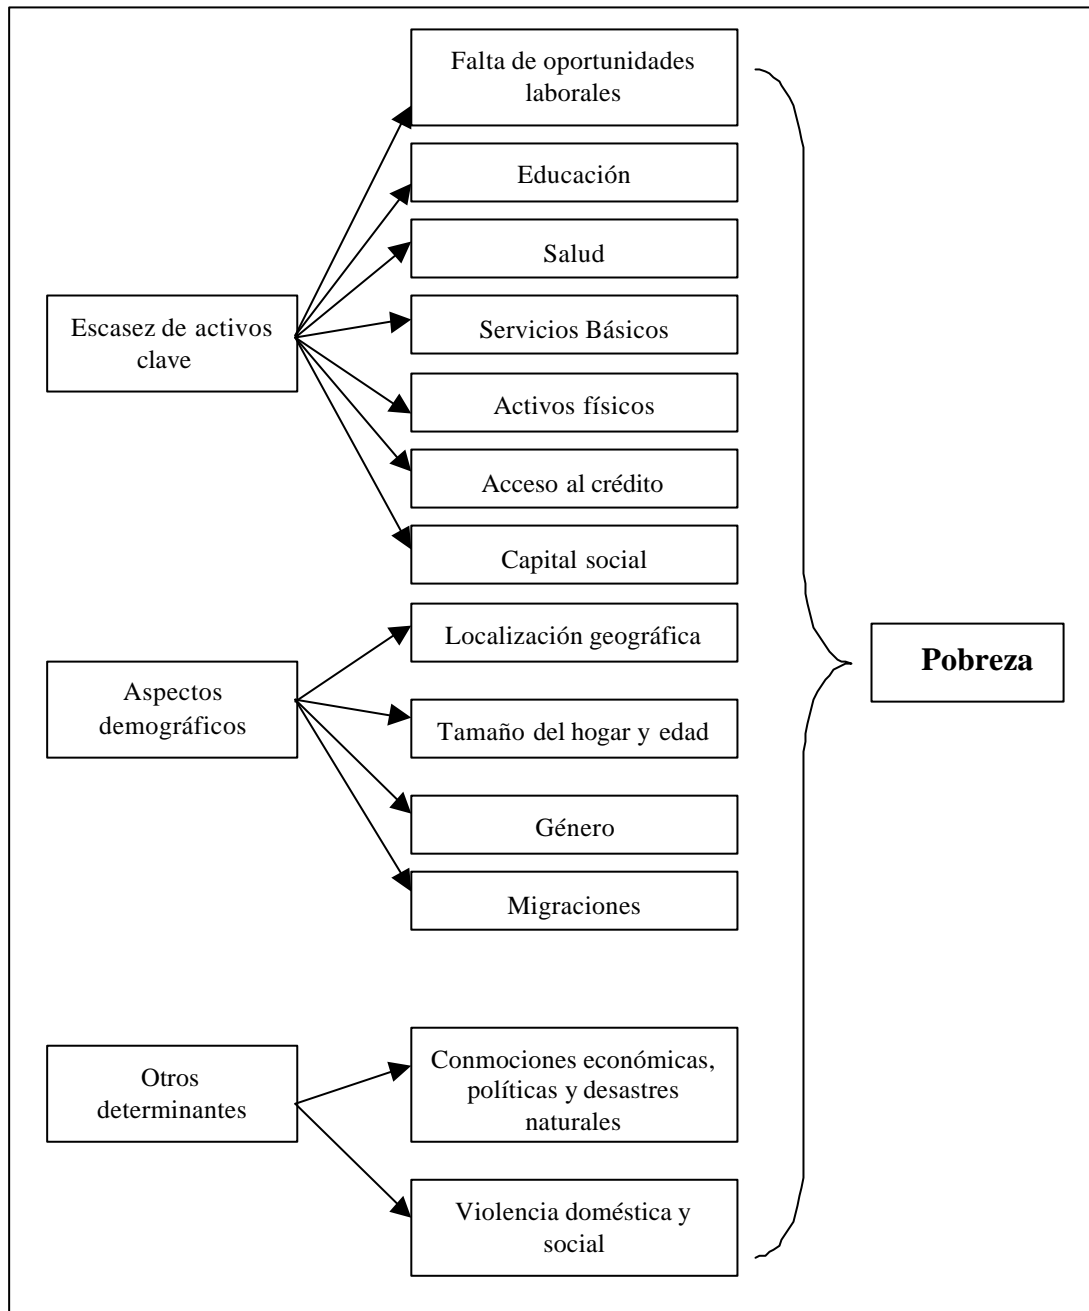 Falta de oportunidades
laborales
Educación
Salud
Servicios Básicos
Activos físicos
Acceso al crédito
Capital social
Escasez de activos
clave
Localización geográfica
Tamaño del hogar y edad
Género
Migraciones
Aspectos
demográficos
Conmociones económicas,
políticas y desastres
naturales
Violencia doméstica y
social
Otros
determinantes
Pobreza